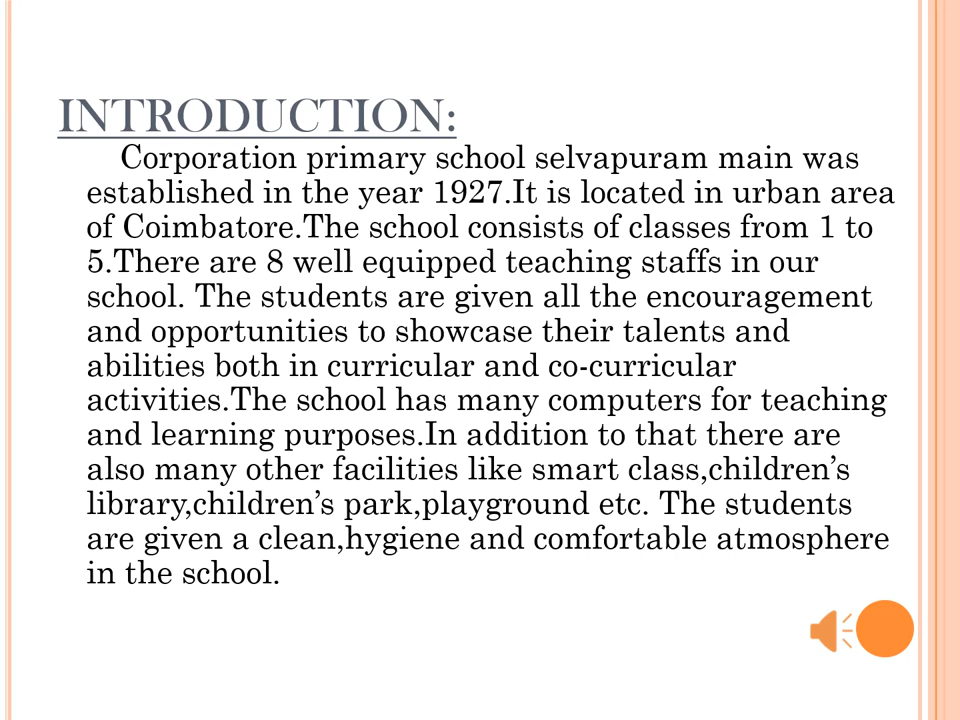 INTRODUCTION:
Corporation primary school selvapuram main was
established in the year 1927.It is located in urban area
of Coimbatore.The school consists of classes from 1 to
5.There are 8 well equipped teaching staffs in our
school. The students are given all the encouragement
and opportunities to showcase their talents and
abilities both in curricular and co-curricular
activities.The school has many computers for teaching
and learning purposes.In addition to that there are
also many other facilities like smart class,children’s
library,children’s park,playground etc. The students
are given a clean,hygiene and comfortable atmosphere
in the school.